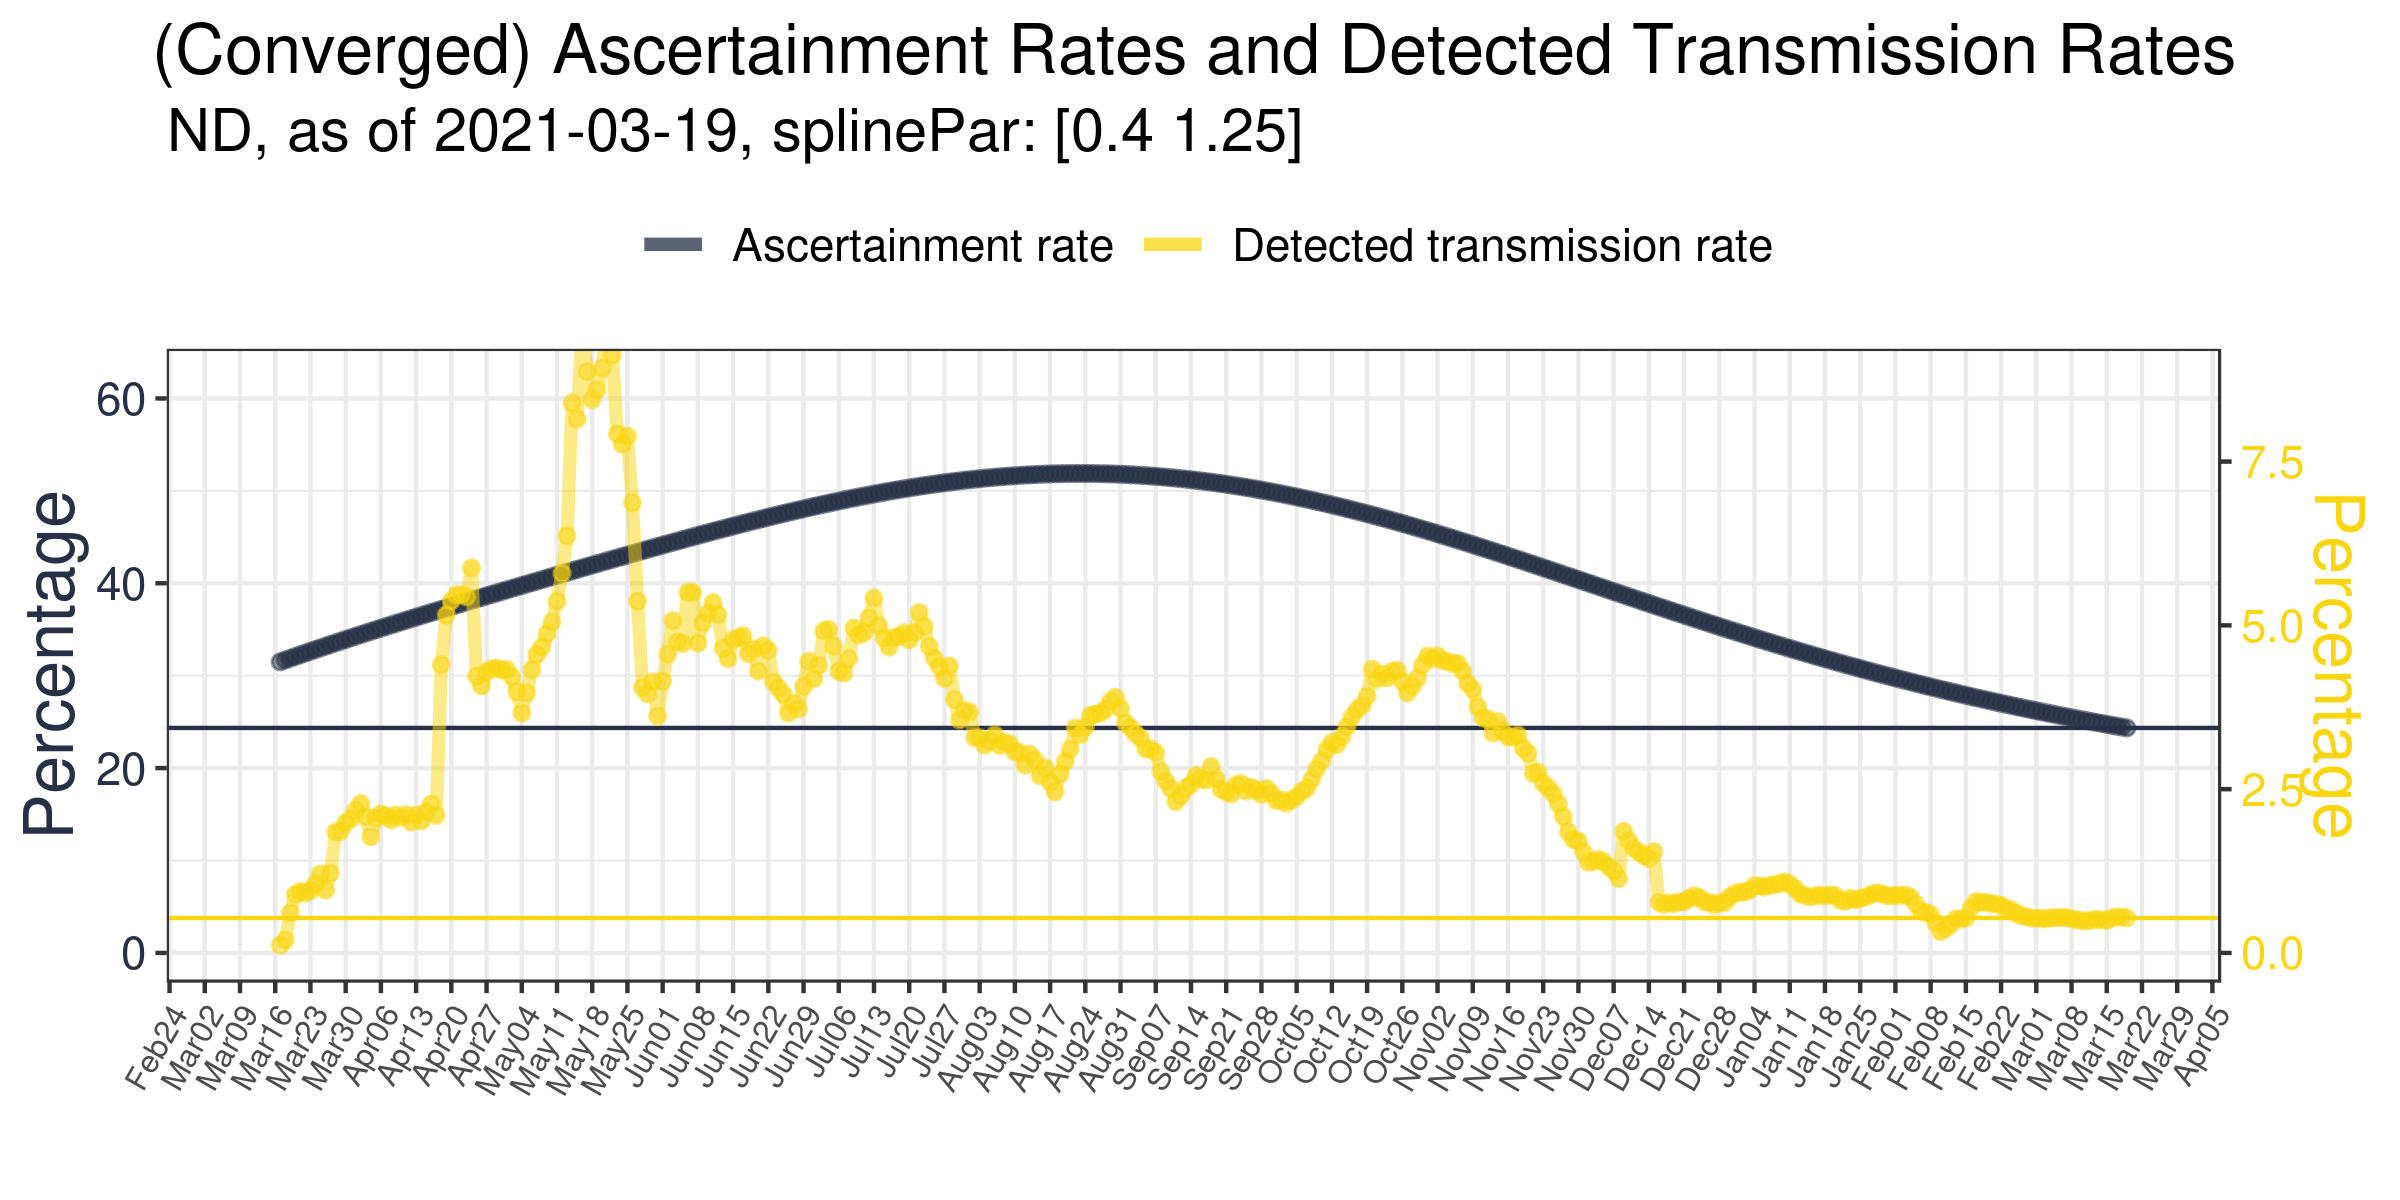 (Converged) Ascertainment Rates and Detected Transmission Rates
ND, as of 2021-03-19, splinePar: [0.4 1.25]
Ascertainment rate
Detected transmission rate
Percentage
60
40
20
0
7.5
5.0
2.5
0.0
Percentage
Feb24
Mar02
Mar09
Mar16
Mar23
Mar30
Apr06
Apr13
Apr20
Apr27
May04
May11
May18
May25
Jun01
Jun08
Jun15
Jun22
Jun29
Jul06
Jul13
Jul20
Jul27
Aug03
Aug10
Aug17
Aug24
Aug31
Sep07
Sep14
Sep21
Sep28
Oct05
Oct12
Oct19
Oct26
Nov02
Nov09
Nov16
Nov23
Nov30
Dec07
Dec14
Dec21
Dec28
Jan04
Jan11
Jan18
Jan25
Feb01
Feb08
Feb15
Feb22
Mar01
Mar08
Mar15
Mar22
Mar29
Apr05